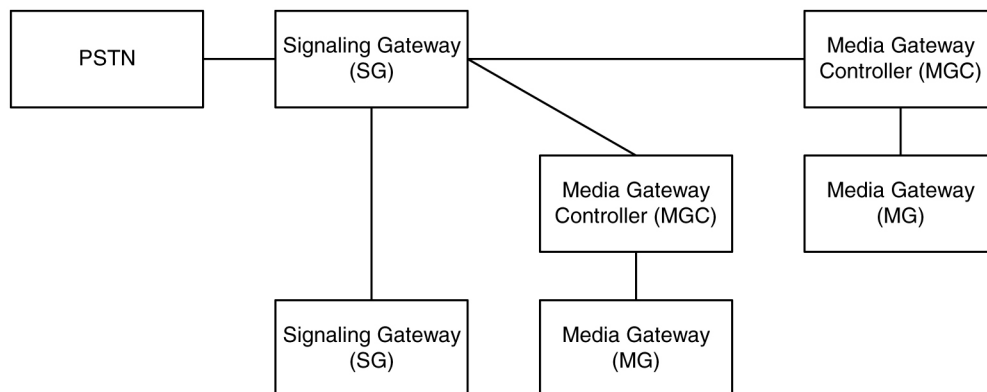 PSTN
Signaling Gateway
(SG)
Media Gateway
Controller (MGC)
Media Gateway
Controller (MGC)
Media Gateway
(MG)
Signaling Gateway
(SG)
Media Gateway
(MG)